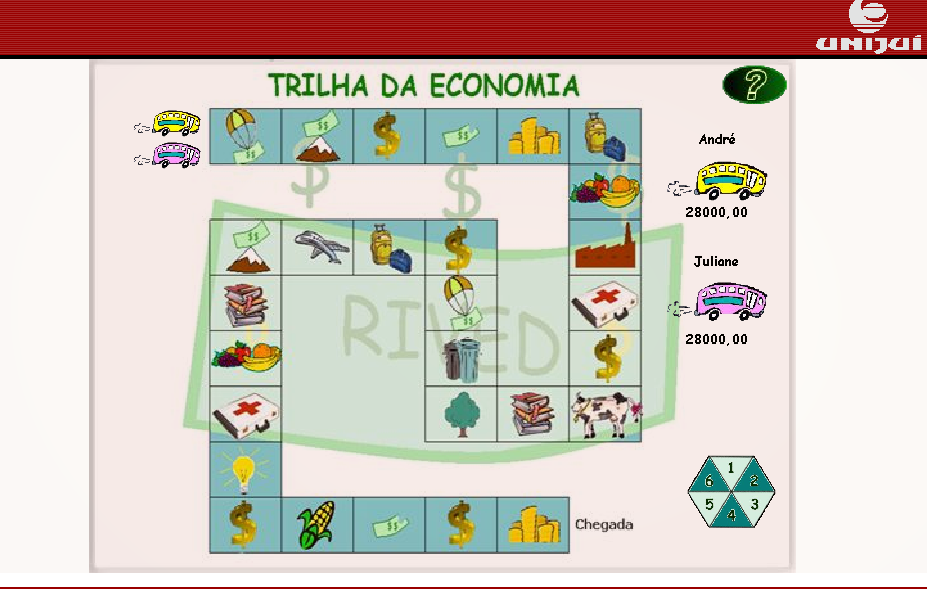 UNIJUÍ
TRILHA DA ECONOMIA
?
André
28000,00
Juliane
28000,00
RIVED
1
6 2
5 3
4
Chegada